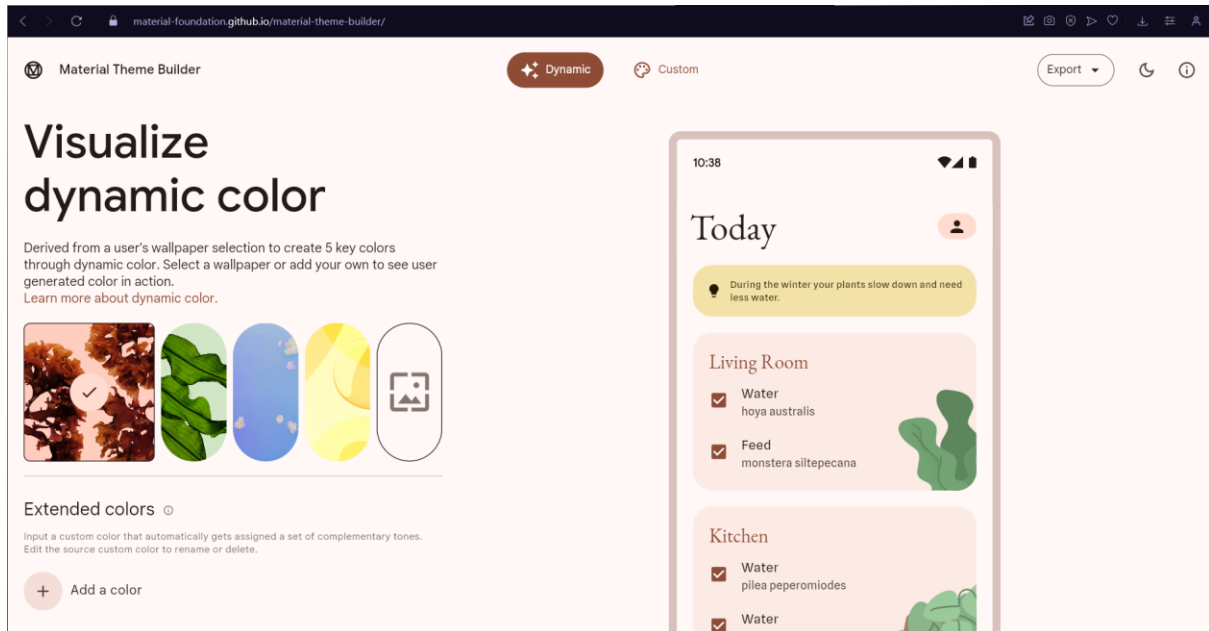 material-foundation.github.io/material-theme-builder/
Material Theme Builder
Dynamic
Custom
Export
Visualize
dynamic color
Derived from a user's wallpaper selection to create 5 key colors
through dynamic color. Select a wallpaper or add your own to see user
generated color in action.
Learn more about dynamic color.
Extended colors
Input a custom color that automatically gets assigned a set of complementary tones.
Edit the source custom color to rename or delete.
Add a color
10:38
Today
During the winter your plants slow down and need
less water.
Living Room
Water
hoya australis
Feed
monstera siltepecana
Kitchen
Water
pilea peperomiodes
Water